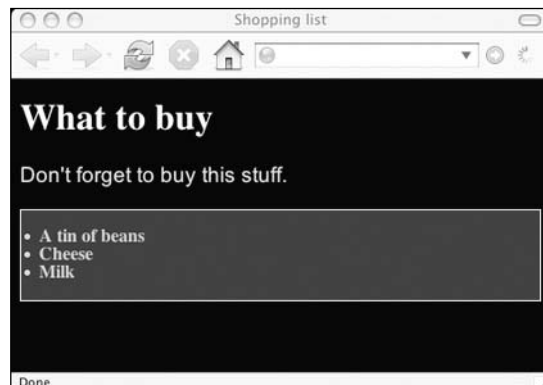 Shopping list
What to buy
Don't forget to buy this stuff.
• A tin of beans
• Cheese
• Milk
Done